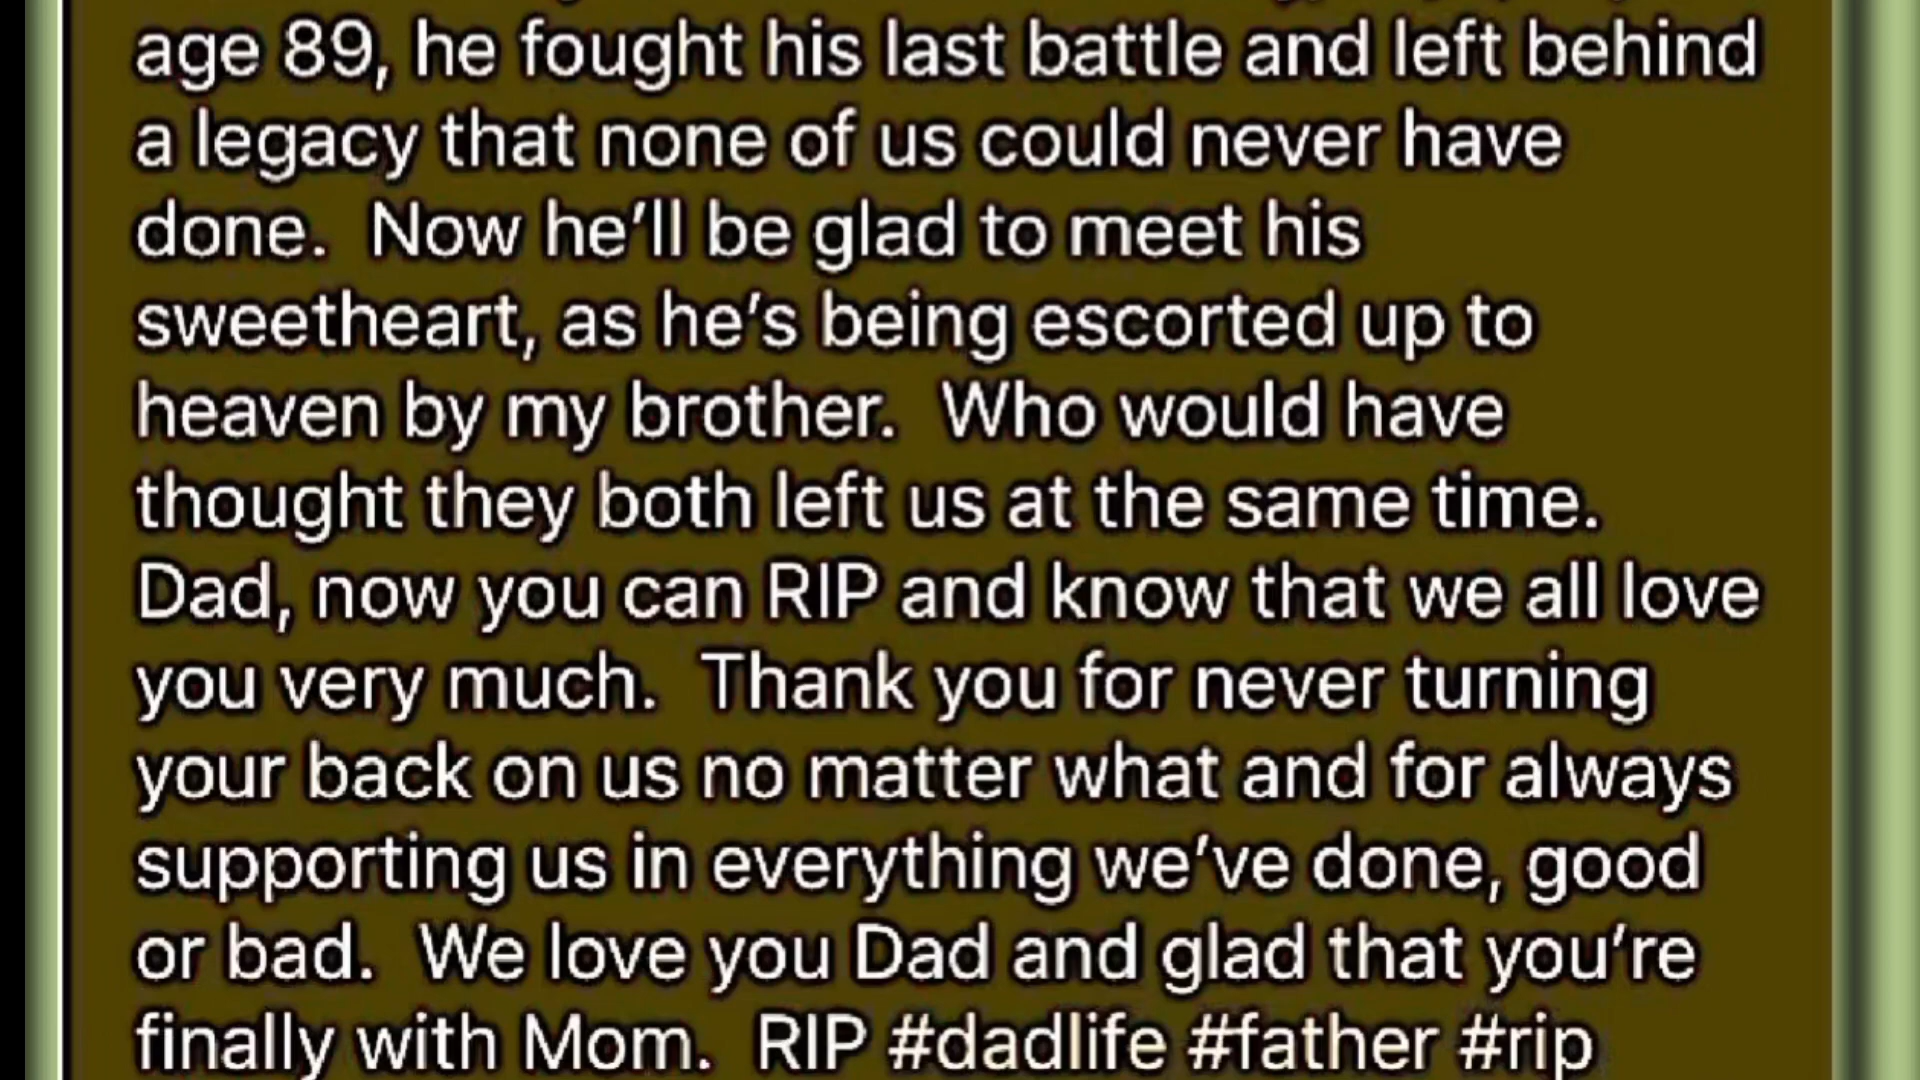 age 89, he fought his last battle and left behind
a legacy that none of us could never have
done.  Now he’ll be glad to meet his
sweetheart, as he’s being escorted up to
heaven by my brother.  Who would have
thought they both left us at the same time.
Dad, now you can RIP and know that we all love
you very much.  Thank you for never turning
your back on us no matter what and for always
supporting us in everything we’ve done, good
or bad.  We love you Dad and glad that you’re
finally with Mom.  RIP #dadlife #father #rip